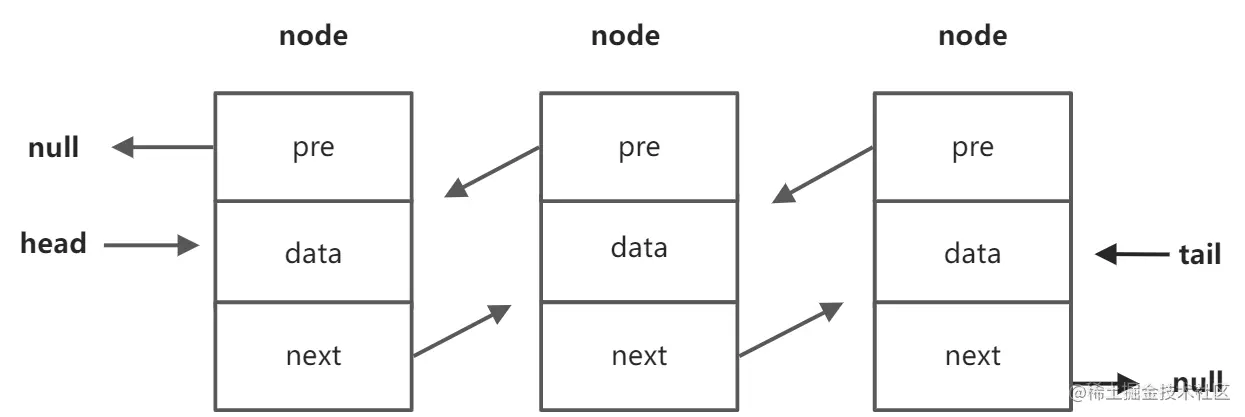 node node node
null pre pre pre
head data data data tail
next next next
null
@稀土掘金技术社区